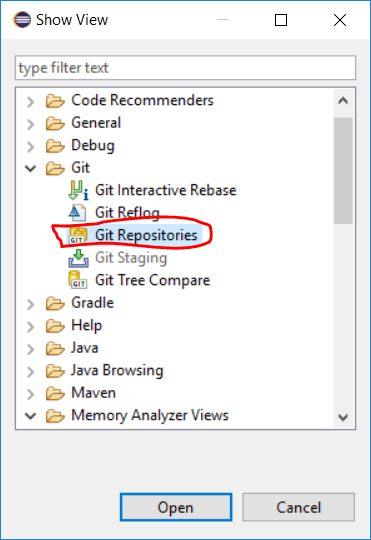 Show View
type filter text
Code Recommenders
General
Debug
Git
Git Interactive Rebase
Git Reflog
Git Repositories
Git Staging
Git Tree Compare
Gradle
Help
Java
Java Browsing
Maven
Memory Analyzer Views
Open Cancel